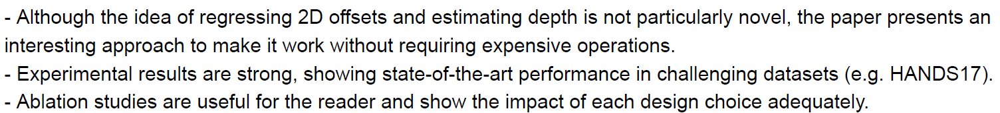 - Although the idea of regressing 2D offsets and estimating depth is not particularly novel, the paper presents an
interesting approach to make it work without requiring expensive operations.
- Experimental results are strong, showing state-of-the-art performance in challenging datasets (e.g. HANDS17).
- Ablation studies are useful for the reader and show the impact of each design choice adequately.